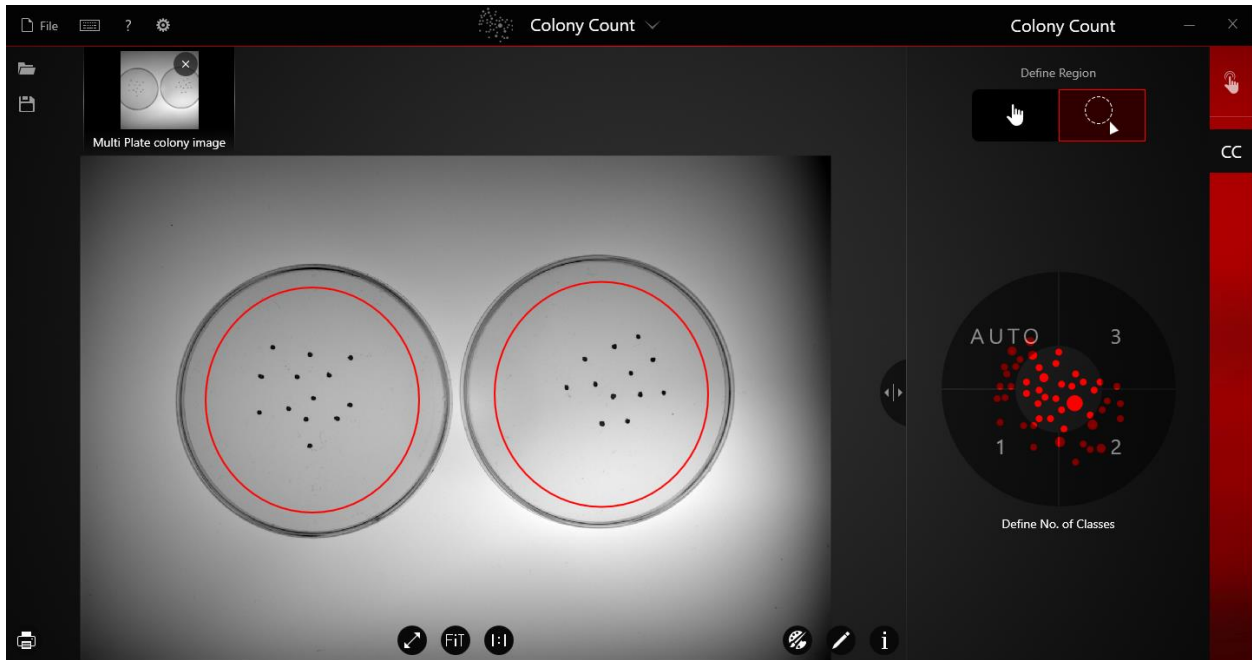 File
?
Colony Count
Colony Count
Multi Plate colony image
Define Region
CC
AUTO
3
1
2
Define No. of Classes
FiT
1:1
i